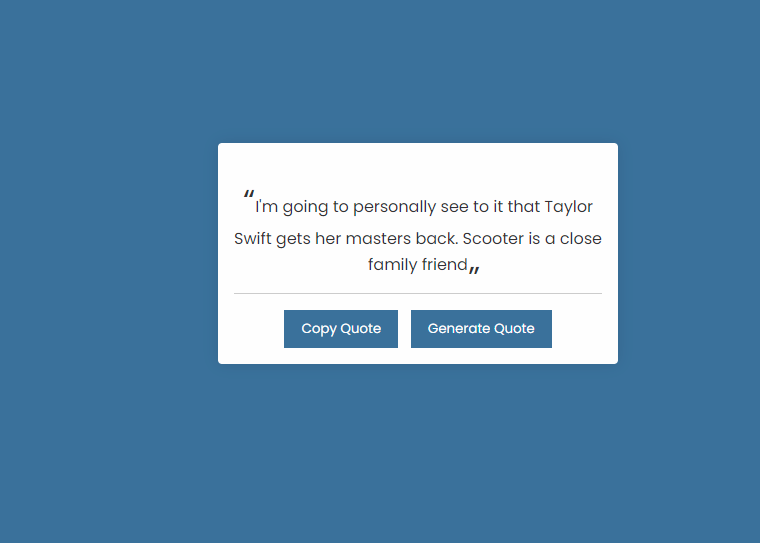 “I'm going to personally see to it that Taylor
Swift gets her masters back. Scooter is a close
family friend”
Copy Quote
Generate Quote